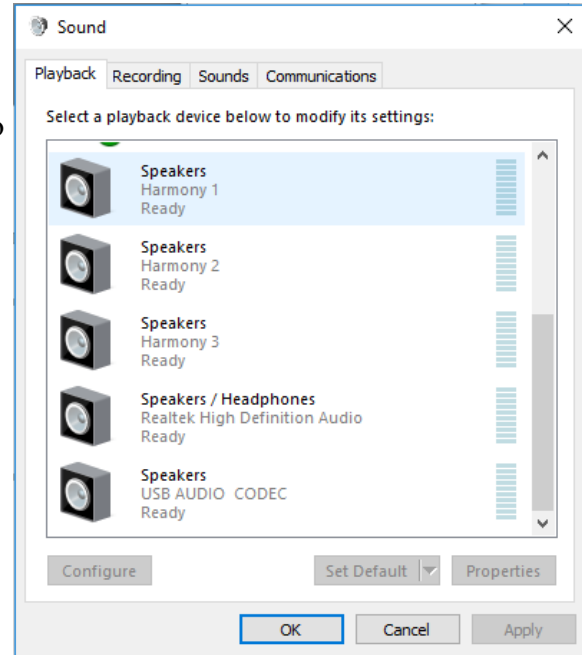 Sound
Playback Recording Sounds Communications
Select a playback device below to modify its settings:
Speakers
Harmony 1
Ready
Speakers
Harmony 2
Ready
Speakers
Harmony 3
Ready
Speakers / Headphones
Realtek High Definition Audio
Ready
Speakers
USB AUDIO  CODEC
Ready
Configure Set Default Properties
OK Cancel Apply